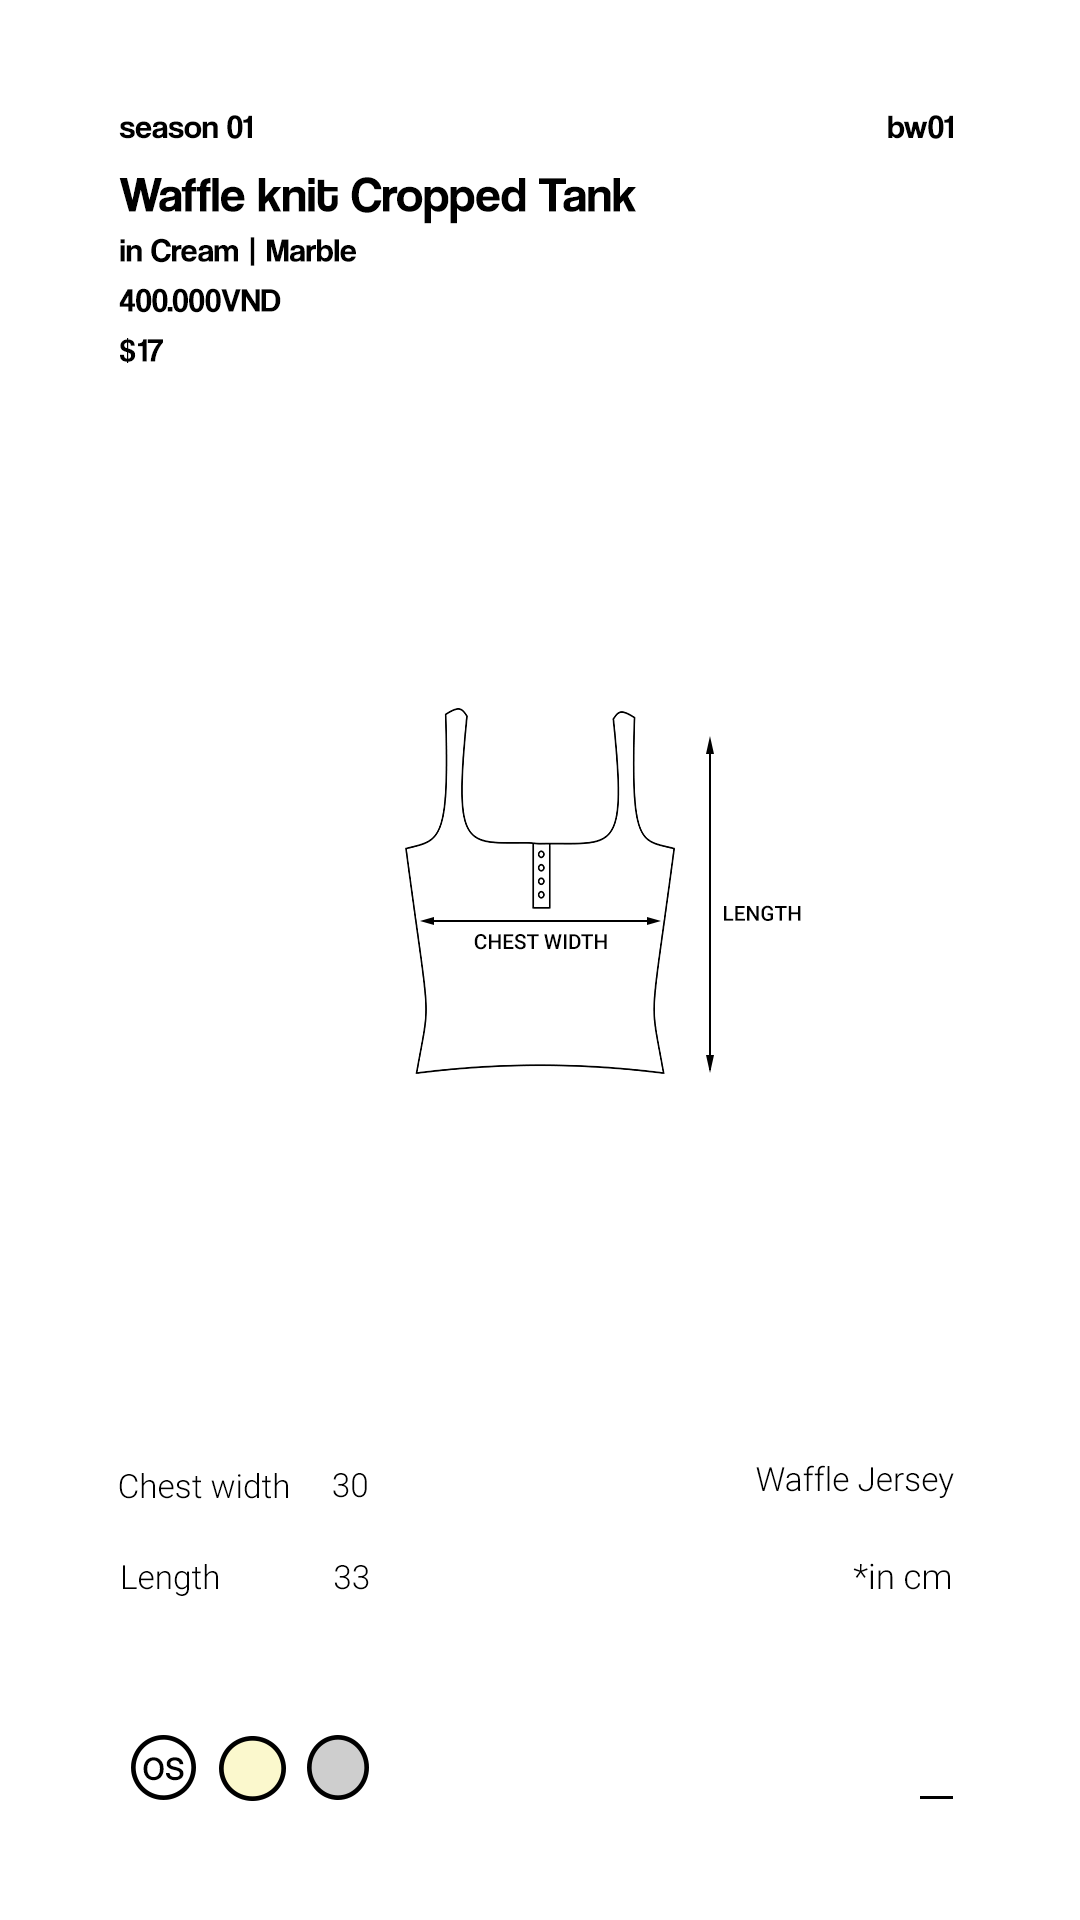 season 01
bw01
Waffle knit Cropped Tank
in Cream | Marble
400.000VND
$17
LENGTH
CHEST WIDTH
Chest width 30
Waffle Jersey
Length 33
*in cm
OS